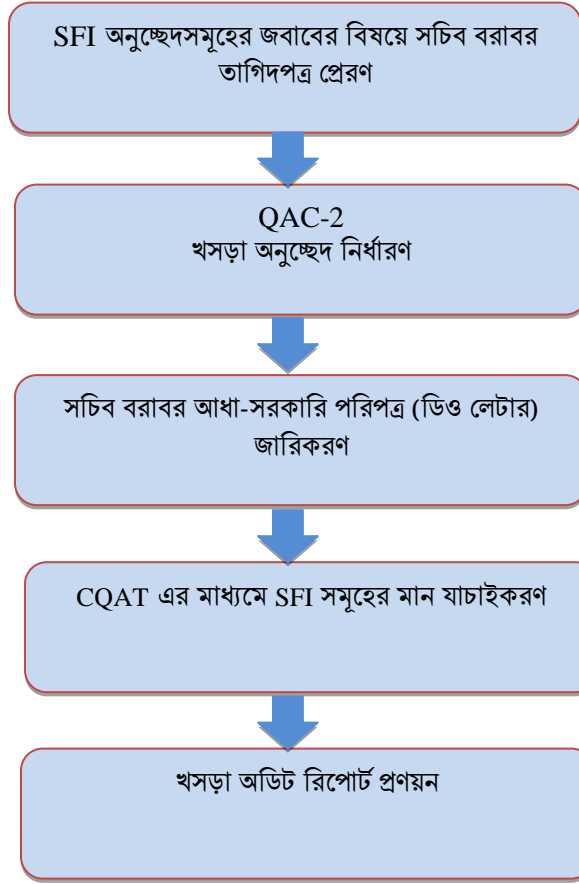 SFI অনুচ্ছেদসমূহের জবাবের বিষয়ে সচিব বরাবর
তাগিদপত্র প্রেরণ
QAC-2
খসড়া অনুচ্ছেদ নির্ধারণ
সচিব বরাবর আধা-সরকারি পরিপত্র (ডিও লেটার)
জারিকরণ
CQAT এর মাধ্যমে SFI সমূহের মান যাচাইকরণ
খসড়া অডিট রিপোর্ট প্রণয়ন